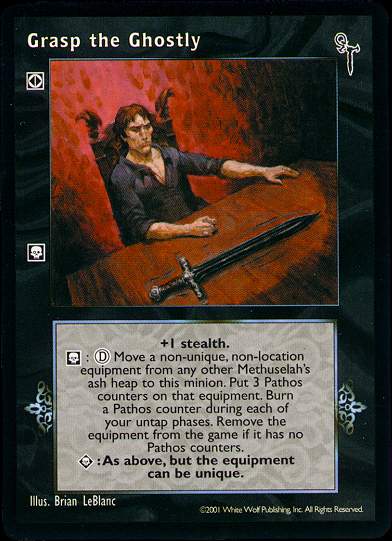 Grasp the Ghostly
+1 stealth.
: Ⓓ Move a non-unique, non-location
equipment from any other Methuselah's
ash heap to this minion. Put 3 Pathos
counters on that equipment. Burn
a Pathos counter during each of
your untap phases. Remove the
equipment from the game if it has no
Pathos counters.
: As above, but the equipment
can be unique.
Illus. Brian LeBlanc
©2001 White Wolf Publishing, Inc. All Rights Reserved.